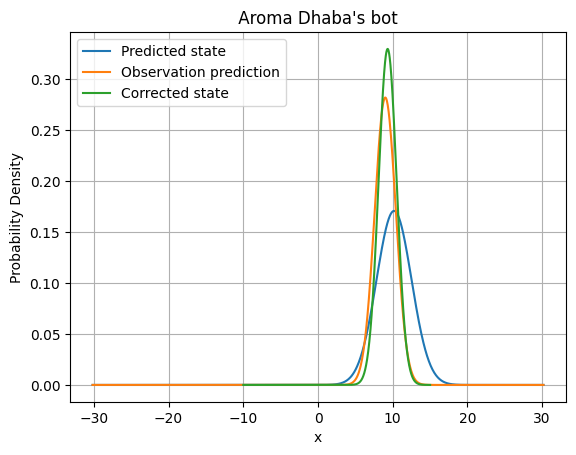 Aroma Dhaba's bot
Predicted state
Observation prediction
Corrected state
Probability Density
0.30
0.25
0.20
0.15
0.10
0.05
0.00
−30
−20
−10
0
10
20
30
x